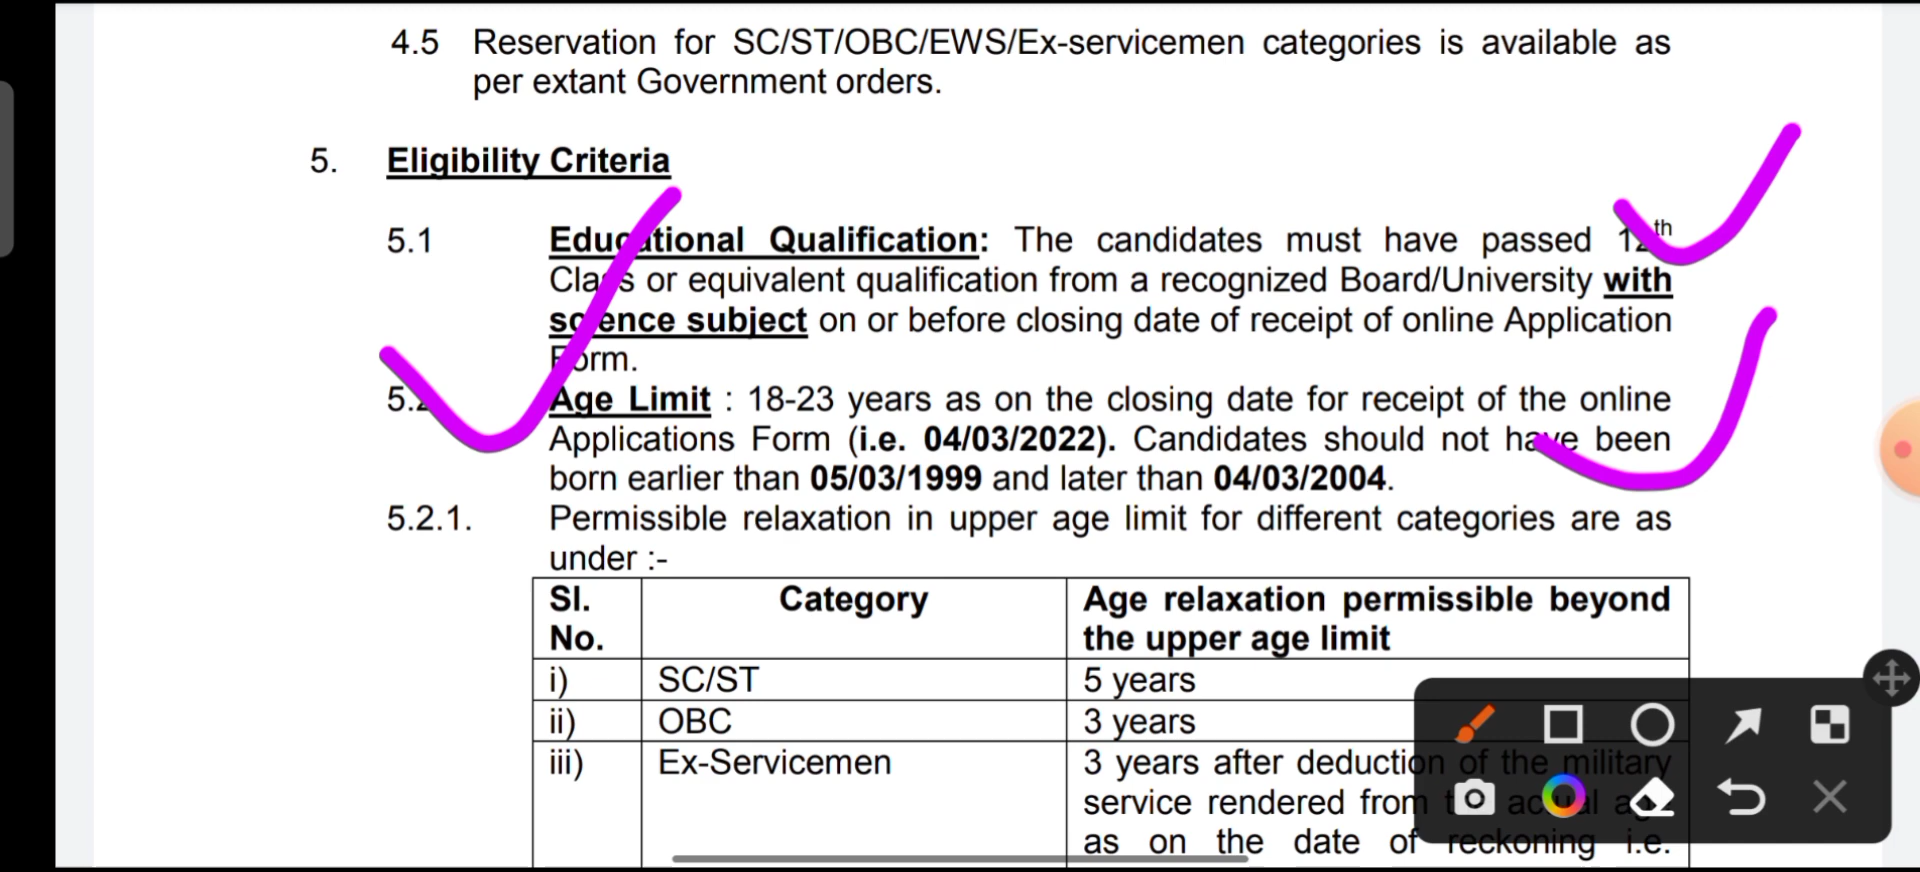 4.5 Reservation for SC/ST/OBC/EWS/Ex-servicemen categories is available as
per extant Government orders.
5. Eligibility Criteria
5.1 Educational Qualification: The candidates must have passed 12th
Class or equivalent qualification from a recognized Board/University with
science subject on or before closing date of receipt of online Application
Form.
5.2 Age Limit : 18-23 years as on the closing date for receipt of the online
Applications Form (i.e. 04/03/2022). Candidates should not have been
born earlier than 05/03/1999 and later than 04/03/2004.
5.2.1. Permissible relaxation in upper age limit for different categories are as
under :-
Sl. Category Age relaxation permissible beyond
No. the upper age limit
i) SC/ST 5 years
ii) OBC 3 years
iii) Ex-Servicemen 3 years after deduction of the military
service rendered from the actual age
as on the date of reckoning i.e.